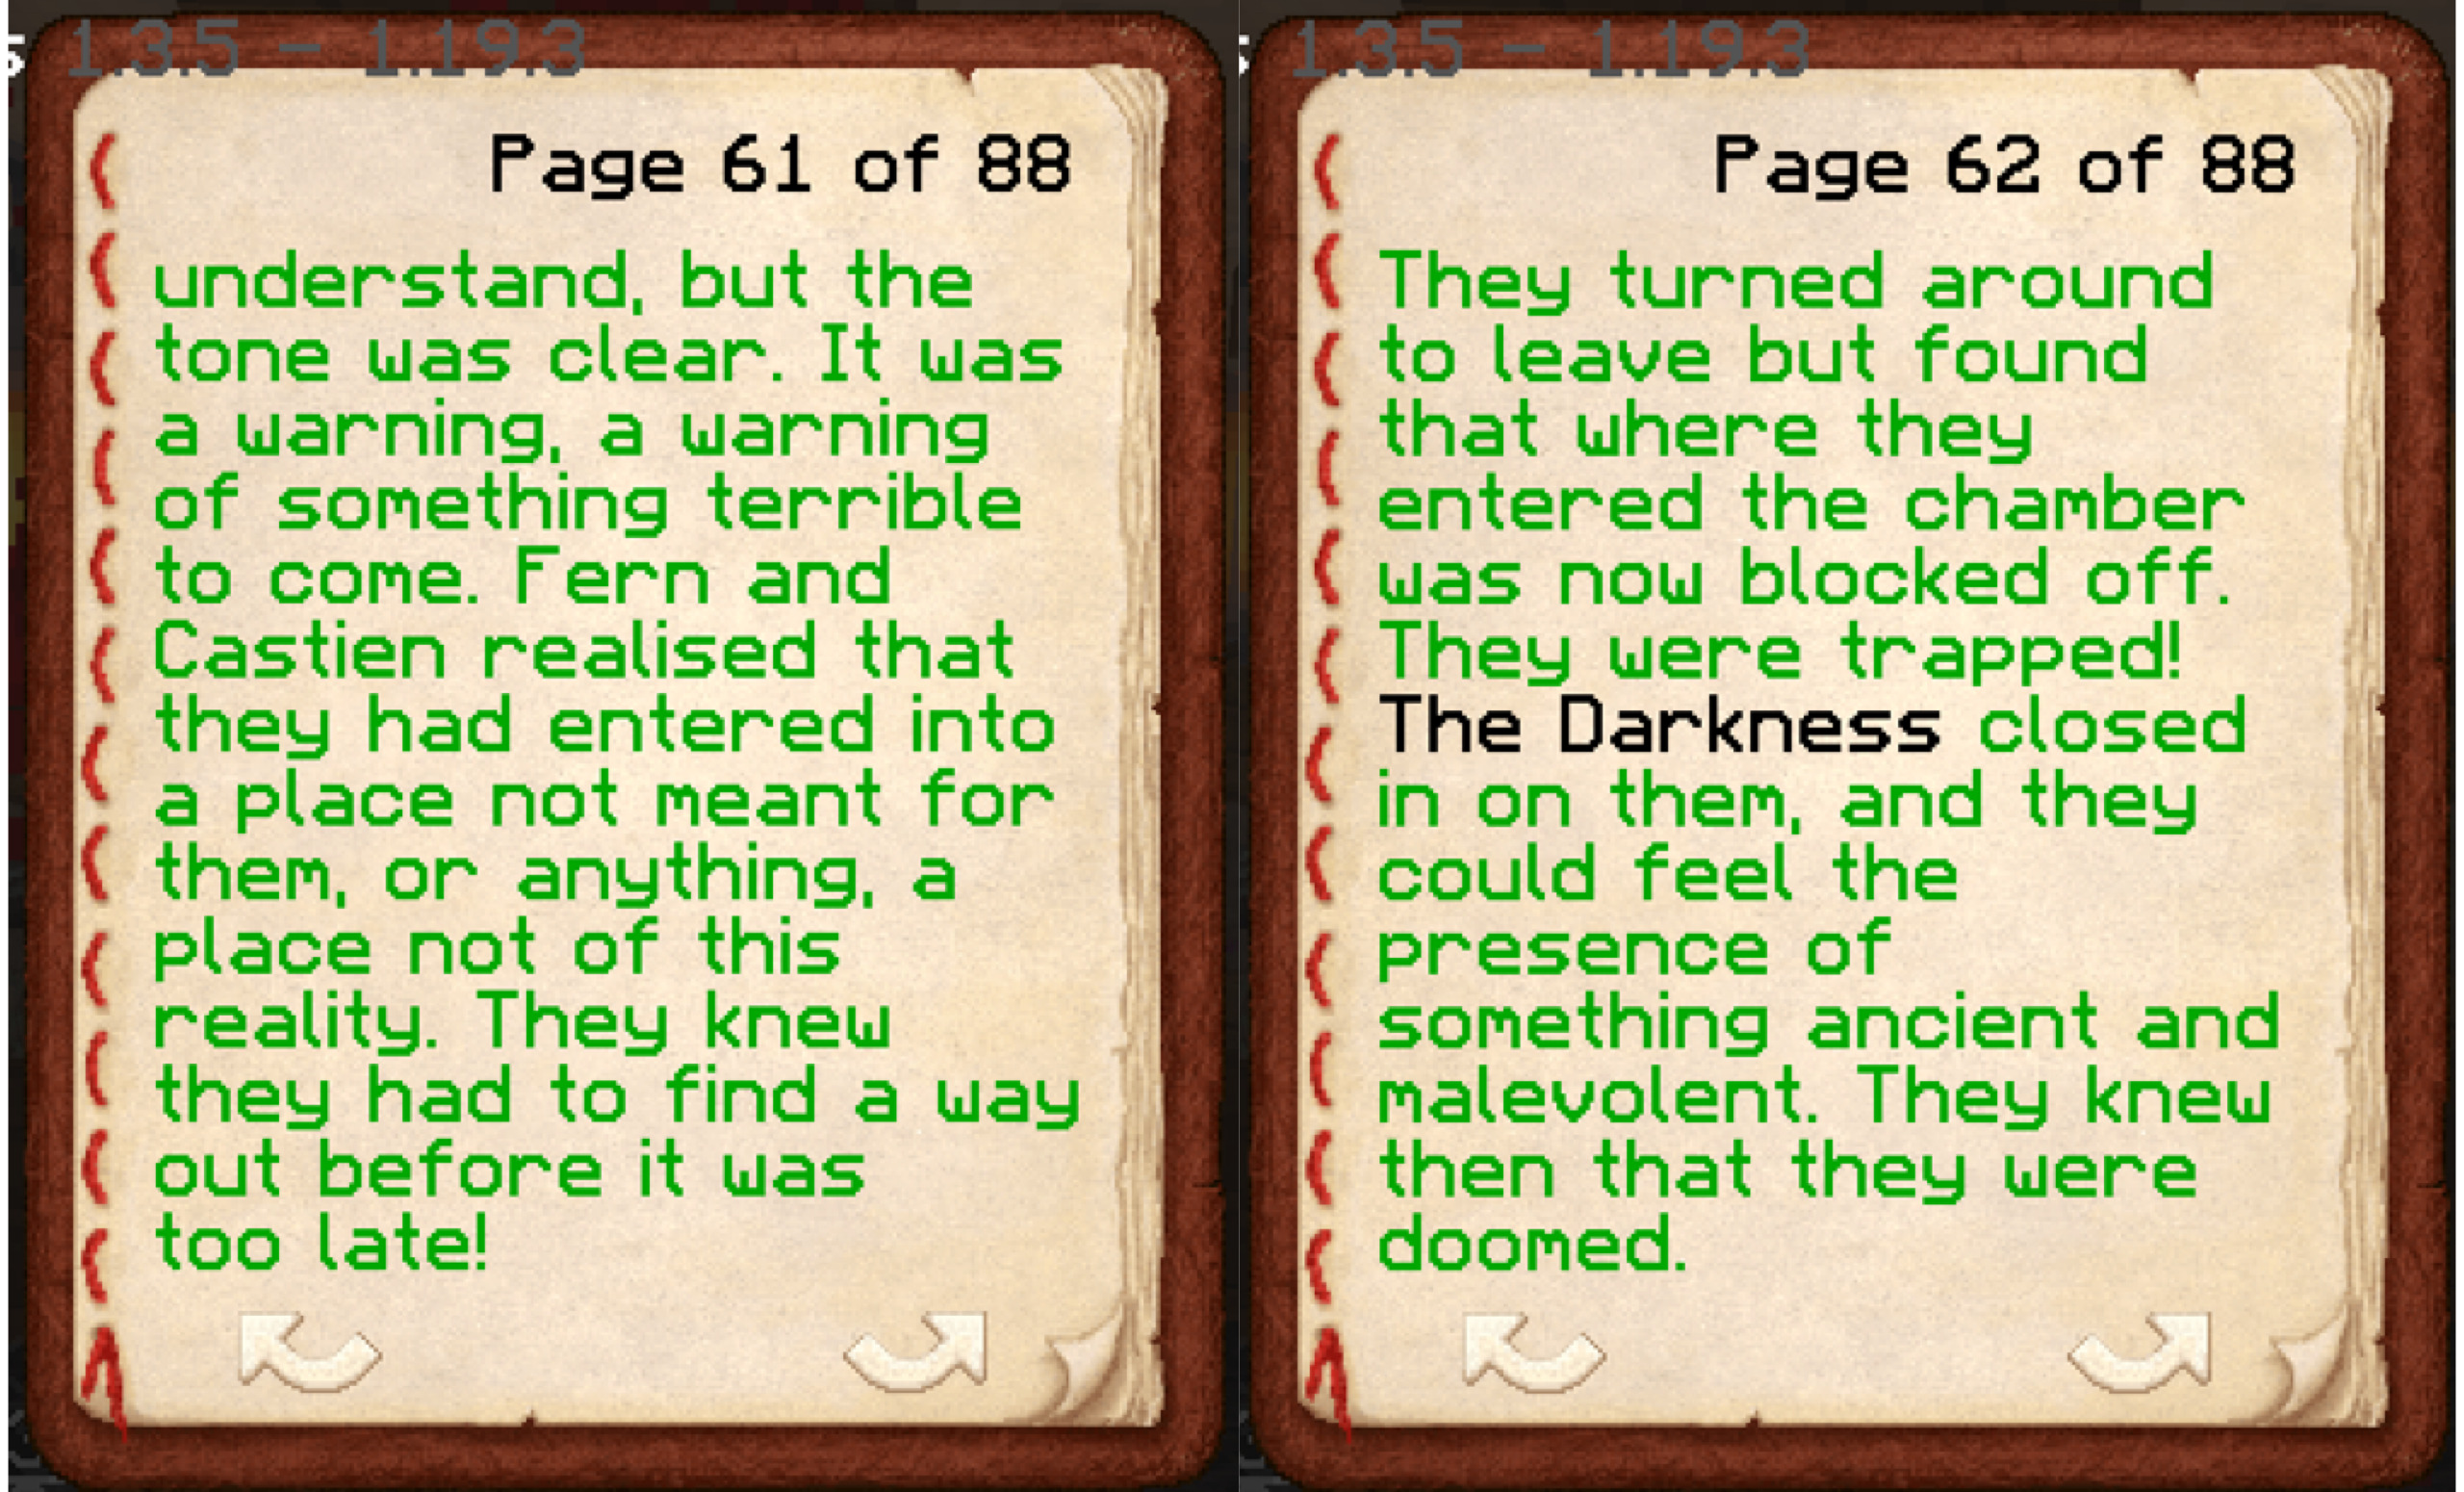 1.3.5 - 1.19.3
Page 61 of 88
understand, but the
tone was clear. It was
a warning, a warning
of something terrible
to come. Fern and
Castien realised that
they had entered into
a place not meant for
them, or anything, a
place not of this
reality. They knew
they had to find a way
out before it was
too late!
1.3.5 - 1.19.3
Page 62 of 88
They turned around
to leave but found
that where they
entered the chamber
was now blocked off.
They were trapped!
The Darkness closed
in on them, and they
could feel the
presence of
something ancient and
malevolent. They knew
then that they were
doomed.